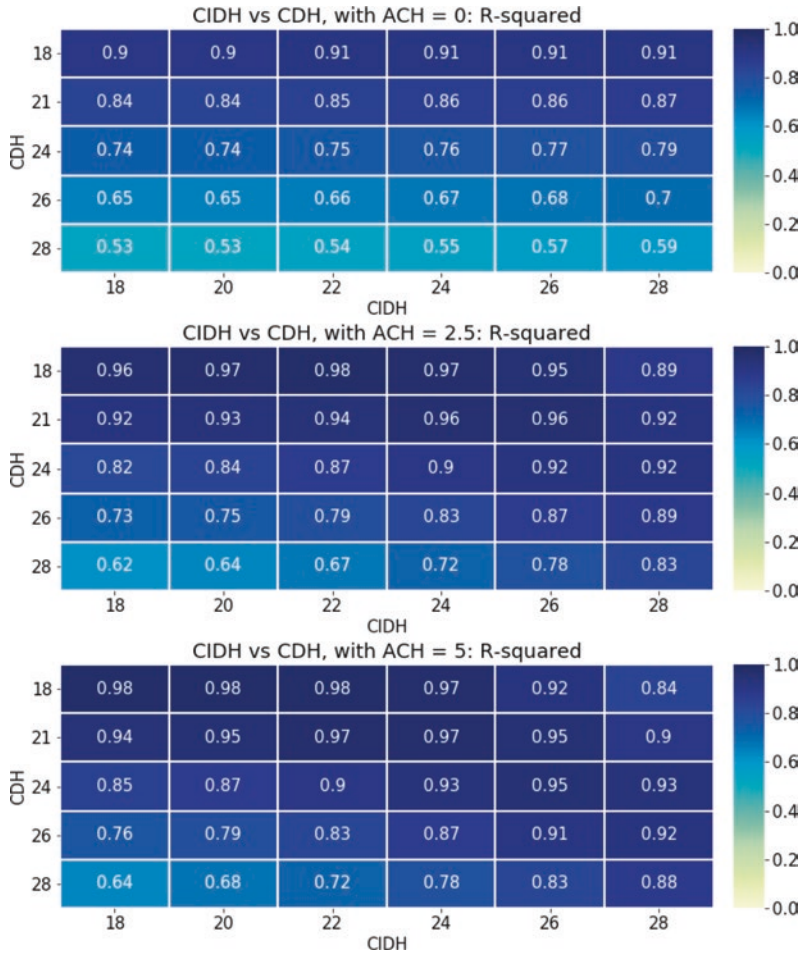 CIDH vs CDH, with ACH = 0: R-squared
18 0.9 0.9 0.91 0.91 0.91 0.91
21 0.84 0.84 0.85 0.86 0.86 0.87
24 0.74 0.74 0.75 0.76 0.77 0.79
26 0.65 0.65 0.66 0.67 0.68 0.7
28 0.53 0.53 0.54 0.55 0.57 0.59
CDH
18 20 22 24 26 28
CIDH
1.0
0.8
0.6
0.4
0.2
0.0
CIDH vs CDH, with ACH = 2.5: R-squared
18 0.96 0.97 0.98 0.97 0.95 0.89
21 0.92 0.93 0.94 0.96 0.96 0.92
24 0.82 0.84 0.87 0.9 0.92 0.92
26 0.73 0.75 0.79 0.83 0.87 0.89
28 0.62 0.64 0.67 0.72 0.78 0.83
CDH
18 20 22 24 26 28
CIDH
1.0
0.8
0.6
0.4
0.2
0.0
CIDH vs CDH, with ACH = 5: R-squared
18 0.98 0.98 0.98 0.97 0.92 0.84
21 0.94 0.95 0.97 0.97 0.95 0.9
24 0.85 0.87 0.9 0.93 0.95 0.93
26 0.76 0.79 0.83 0.87 0.91 0.92
28 0.64 0.68 0.72 0.78 0.83 0.88
CDH
18 20 22 24 26 28
CIDH
1.0
0.8
0.6
0.4
0.2
0.0